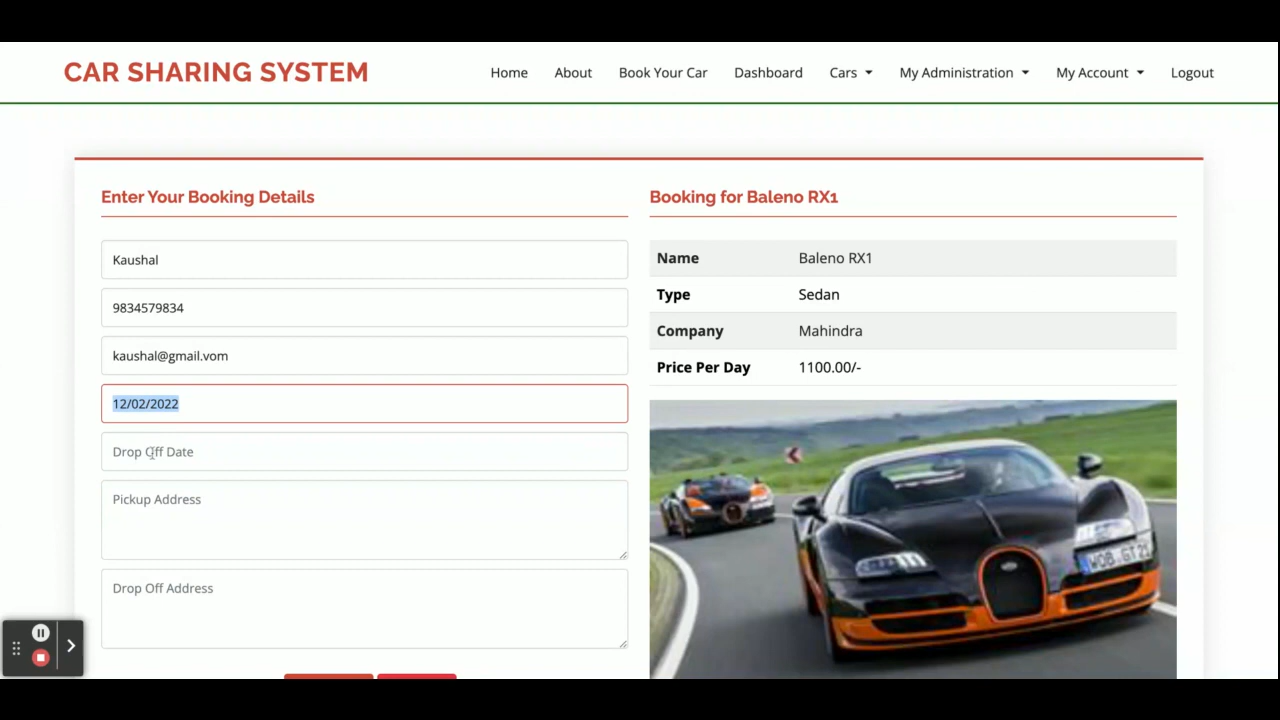 CAR SHARING SYSTEM
Home About Book Your Car Dashboard Cars My Administration My Account Logout
Enter Your Booking Details
Kaushal
9834579834
kaushal@gmail.vom
12/02/2022
Drop Off Date
Pickup Address
Drop Off Address
Booking for Baleno RX1
Name Baleno RX1
Type Sedan
Company Mahindra
Price Per Day 1100.00/-
WOB GT21